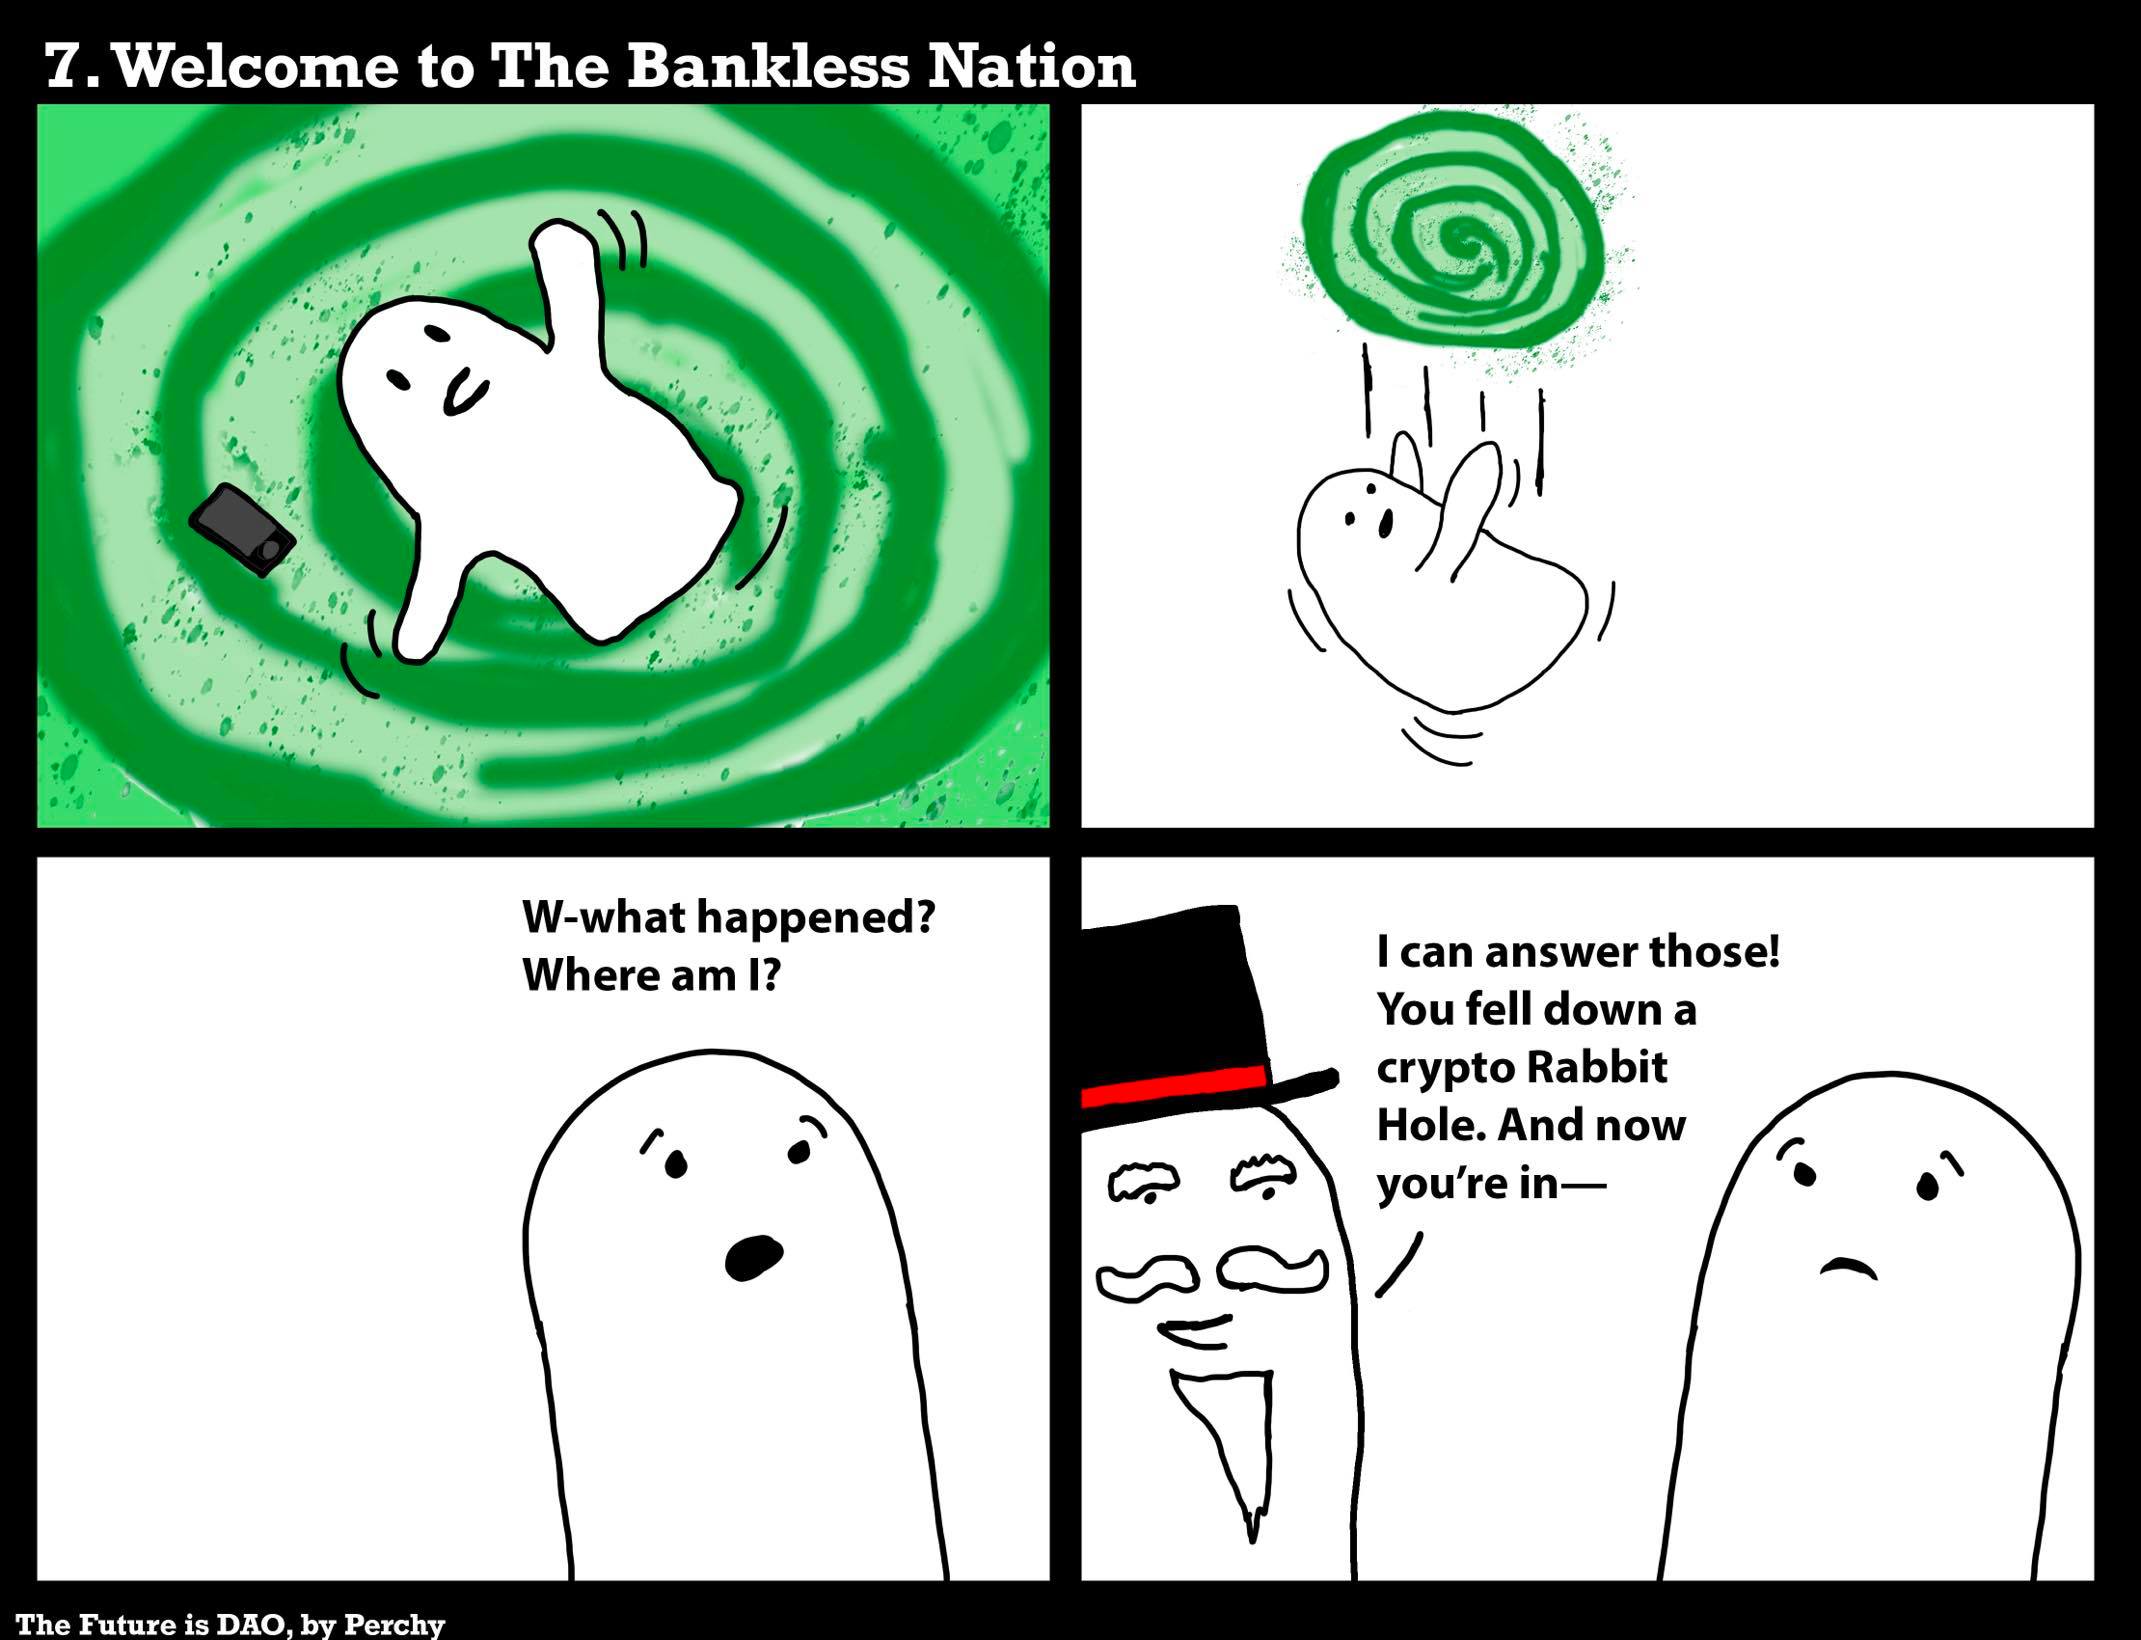 7. Welcome to The Bankless Nation
W-what happened?
Where am I?
I can answer those!
You fell down a
crypto Rabbit
Hole. And now
you’re in—
The Future is DAO, by Perchy